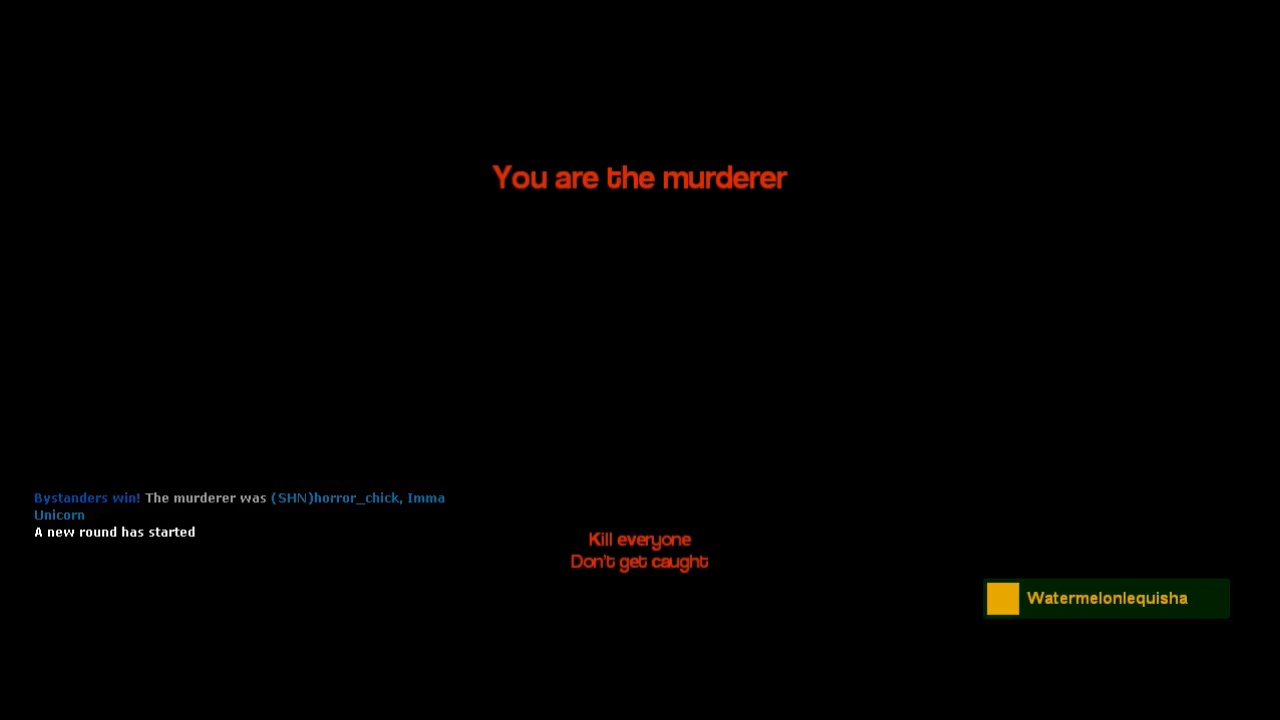 You are the murderer
Bystanders win! The murderer was (SHN)horror_chick, Imma
Unicorn
A new round has started
Kill everyone
Don't get caught
Watermelonlequisha